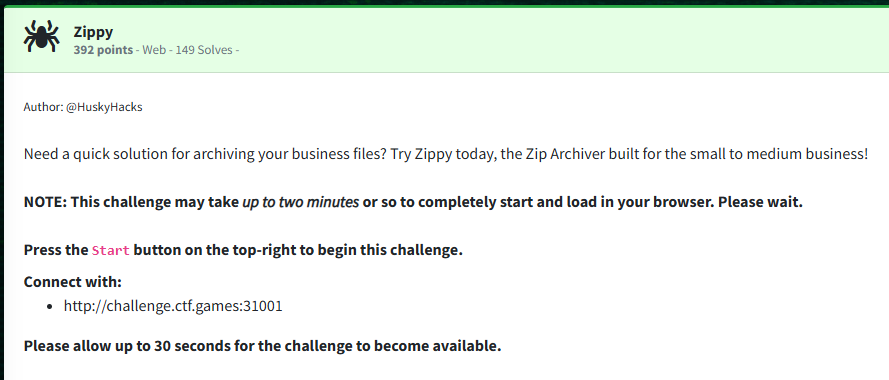 Zippy
392 points - Web - 149 Solves -
Author: @HuskyHacks
Need a quick solution for archiving your business files? Try Zippy today, the Zip Archiver built for the small to medium business!
NOTE: This challenge may take up to two minutes or so to completely start and load in your browser. Please wait.
Press the Start button on the top-right to begin this challenge.
Connect with:
• http://challenge.ctf.games:31001
Please allow up to 30 seconds for the challenge to become available.